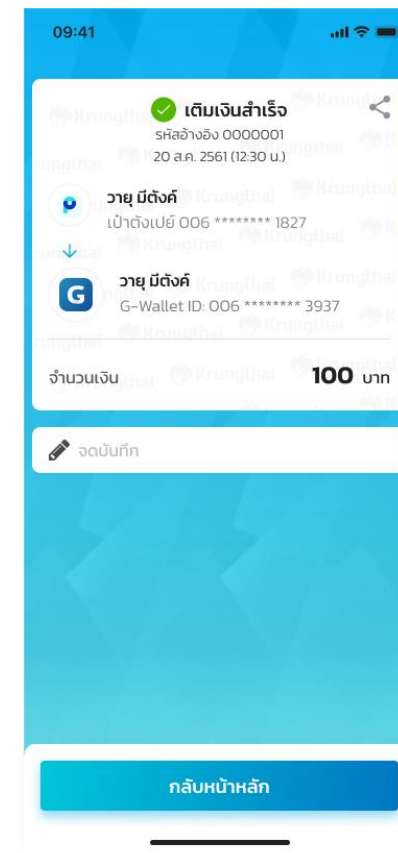 09:41
เติมเงินสำเร็จ
รหัสอ้างอิง 0000001
20 ส.ค. 2561 (12:30 น.)
วายุ มีตังค์
เป๋าตังเปย์ 006 ******** 1827
วายุ มีตังค์
G-Wallet ID: 006 ******** 3937
จำนวนเงิน 100 บาท
จดบันทึก
กลับหน้าหลัก